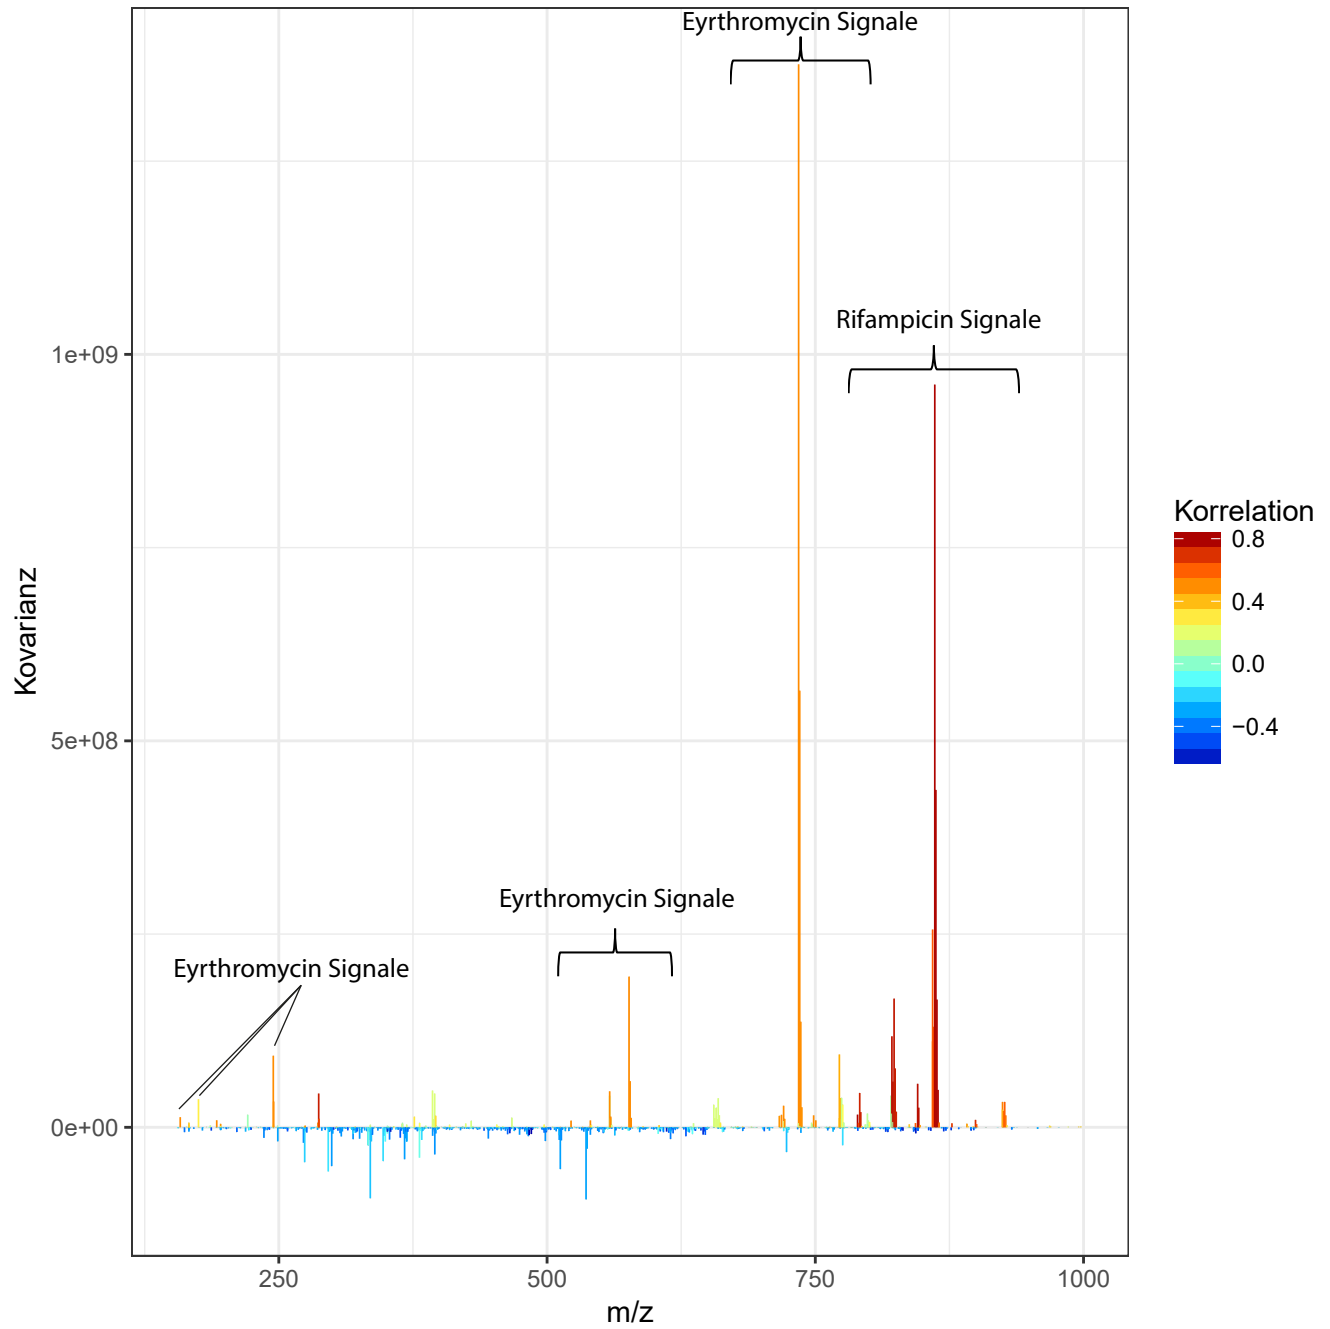 Eyrthromycin Signale
Rifampicin Signale
1e+09
Korrelation
0.8
0.4
0.0
−0.4
Kovarianz
5e+08
Eyrthromycin Signale
Eyrthromycin Signale
0e+00
250
500
750
1000
m/z